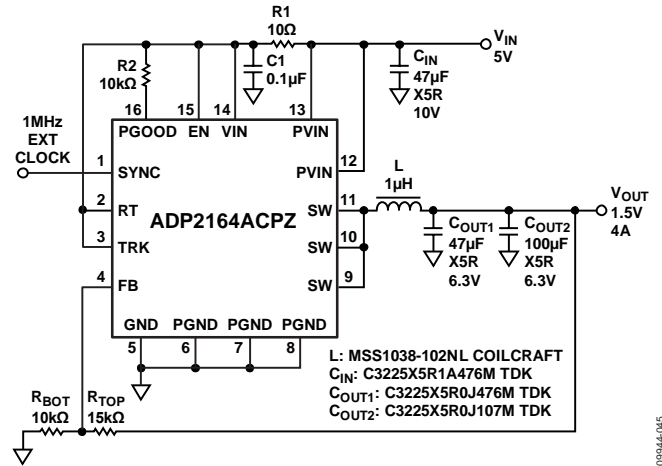 R1
10Ω
VIN
5V
R2
10kΩ
C1
0.1µF
CIN
47µF
X5R
10V
16
15
14
13
PGOOD
EN
VIN
PVIN
1MHz
EXT
CLOCK
1
SYNC
12
PVIN
L
1µH
2
RT
11
SW
VOUT
1.5V
4A
ADP2164ACPZ
3
TRK
10
SW
COUT1
47µF
X5R
6.3V
COUT2
100µF
X5R
6.3V
4
FB
9
SW
GND
PGND
PGND
PGND
5
6
7
8
L: MSS1038-102NL COILCRAFT
CIN: C3225X5R1A476M TDK
COUT1: C3225X5R0J476M TDK
COUT2: C3225X5R0J107M TDK
RBOT
10kΩ
RTOP
15kΩ
09944-045